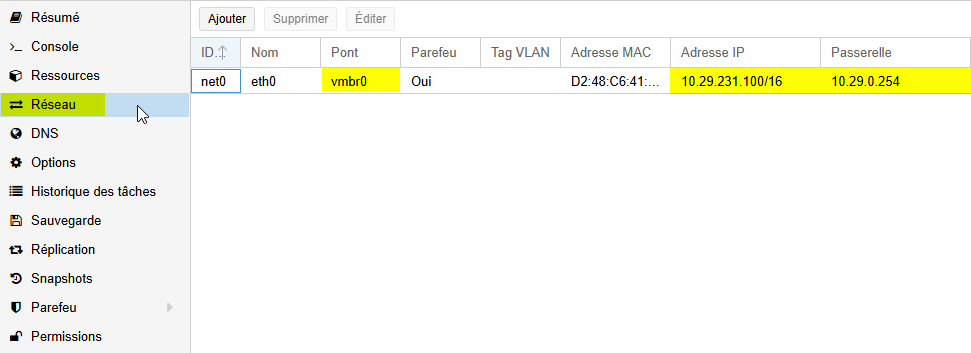 Résumé
Console
Ressources
Réseau
DNS
Options
Historique des tâches
Sauvegarde
Réplication
Snapshots
Parefeu
Permissions
Ajouter Supprimer Éditer
ID. Nom Pont Parefeu Tag VLAN Adresse MAC Adresse IP Passerelle
net0 eth0 vmbr0 Oui D2:48:C6:41:... 10.29.231.100/16 10.29.0.254